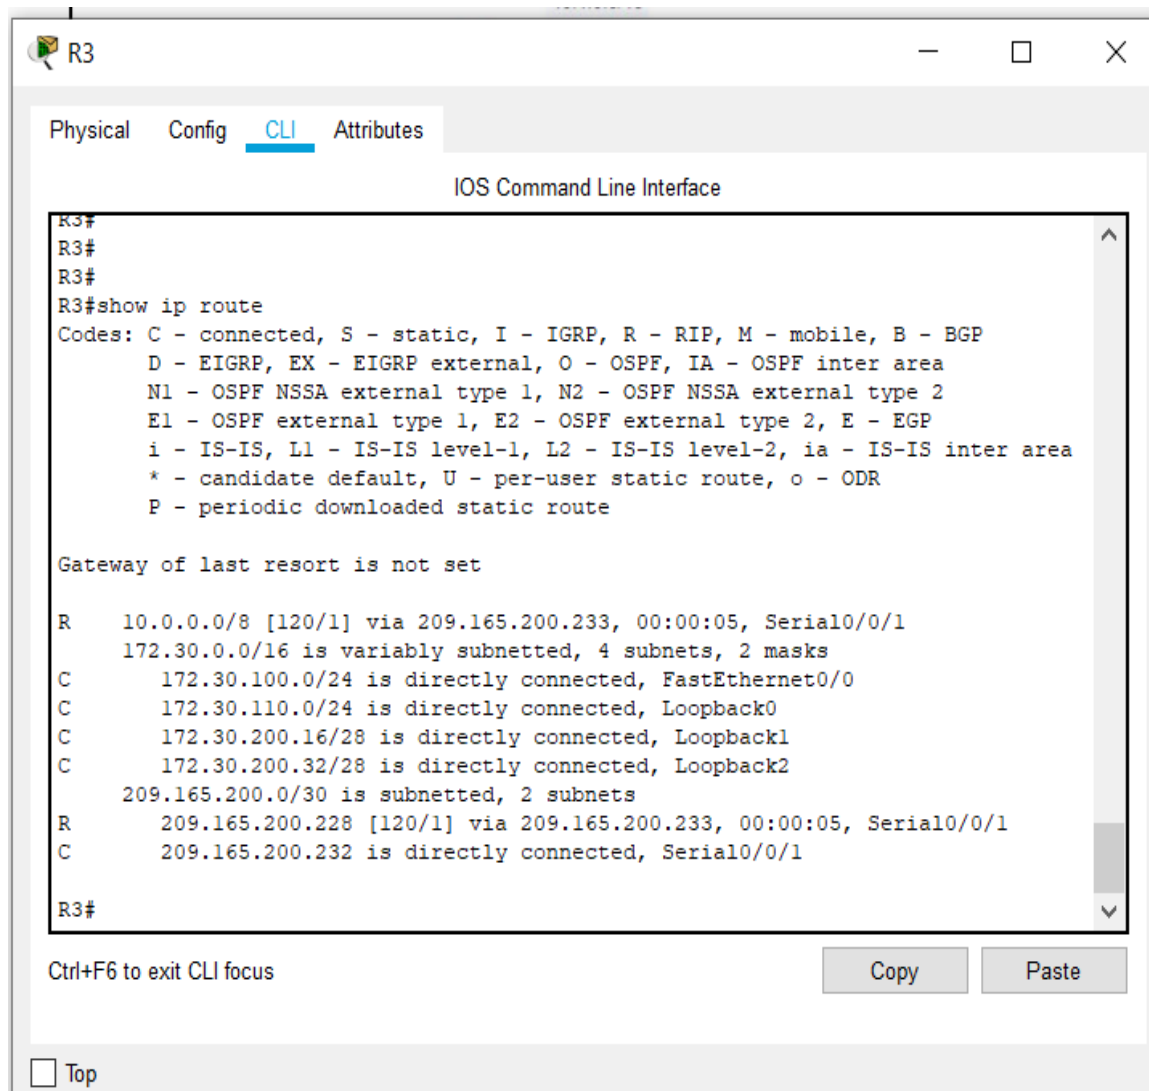 R3
Physical Config CLI Attributes
IOS Command Line Interface
R3#
R3#
R3#
R3#show ip route
Codes: C - connected, S - static, I - IGRP, R - RIP, M - mobile, B - BGP
       D - EIGRP, EX - EIGRP external, O - OSPF, IA - OSPF inter area
       N1 - OSPF NSSA external type 1, N2 - OSPF NSSA external type 2
       E1 - OSPF external type 1, E2 - OSPF external type 2, E - EGP
       i - IS-IS, L1 - IS-IS level-1, L2 - IS-IS level-2, ia - IS-IS inter area
       * - candidate default, U - per-user static route, o - ODR
       P - periodic downloaded static route
Gateway of last resort is not set
R    10.0.0.0/8 [120/1] via 209.165.200.233, 00:00:05, Serial0/0/1
     172.30.0.0/16 is variably subnetted, 4 subnets, 2 masks
C       172.30.100.0/24 is directly connected, FastEthernet0/0
C       172.30.110.0/24 is directly connected, Loopback0
C       172.30.200.16/28 is directly connected, Loopback1
C       172.30.200.32/28 is directly connected, Loopback2
     209.165.200.0/30 is subnetted, 2 subnets
R       209.165.200.228 [120/1] via 209.165.200.233, 00:00:05, Serial0/0/1
C       209.165.200.232 is directly connected, Serial0/0/1
R3#
Ctrl+F6 to exit CLI focus
Copy Paste
Top